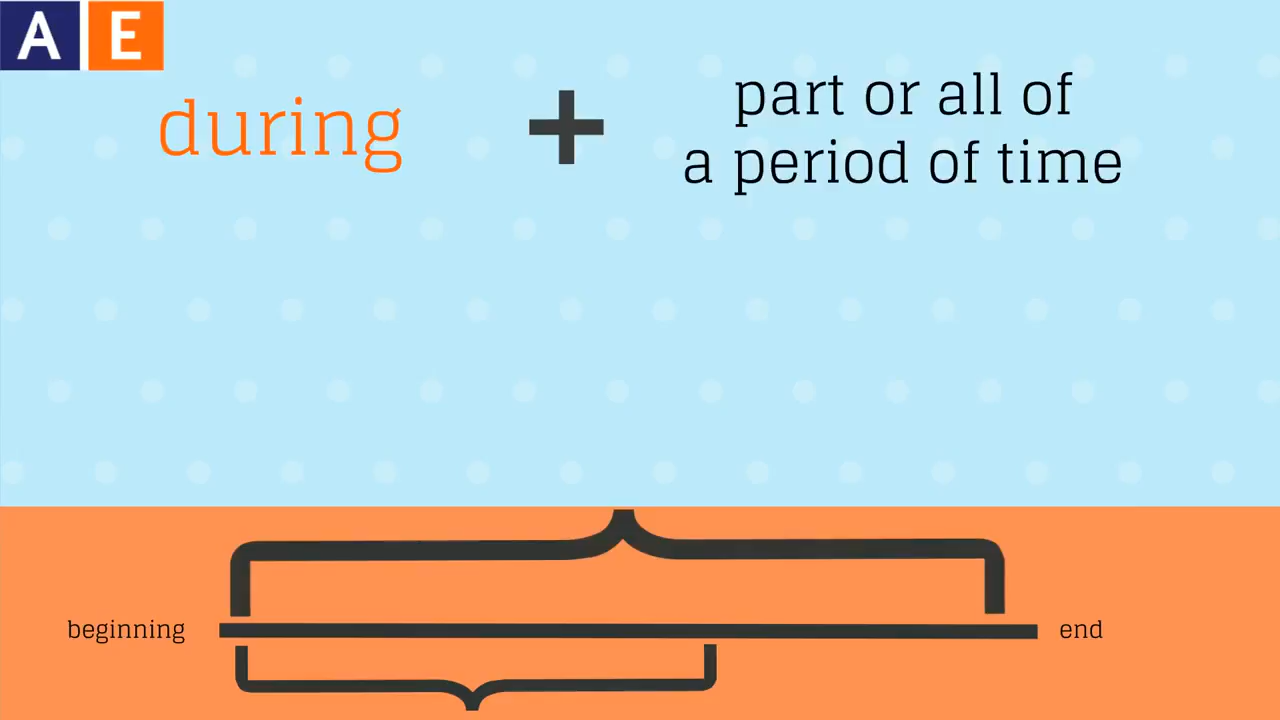 A E
during
+
part or all of
a period of time
beginning
end